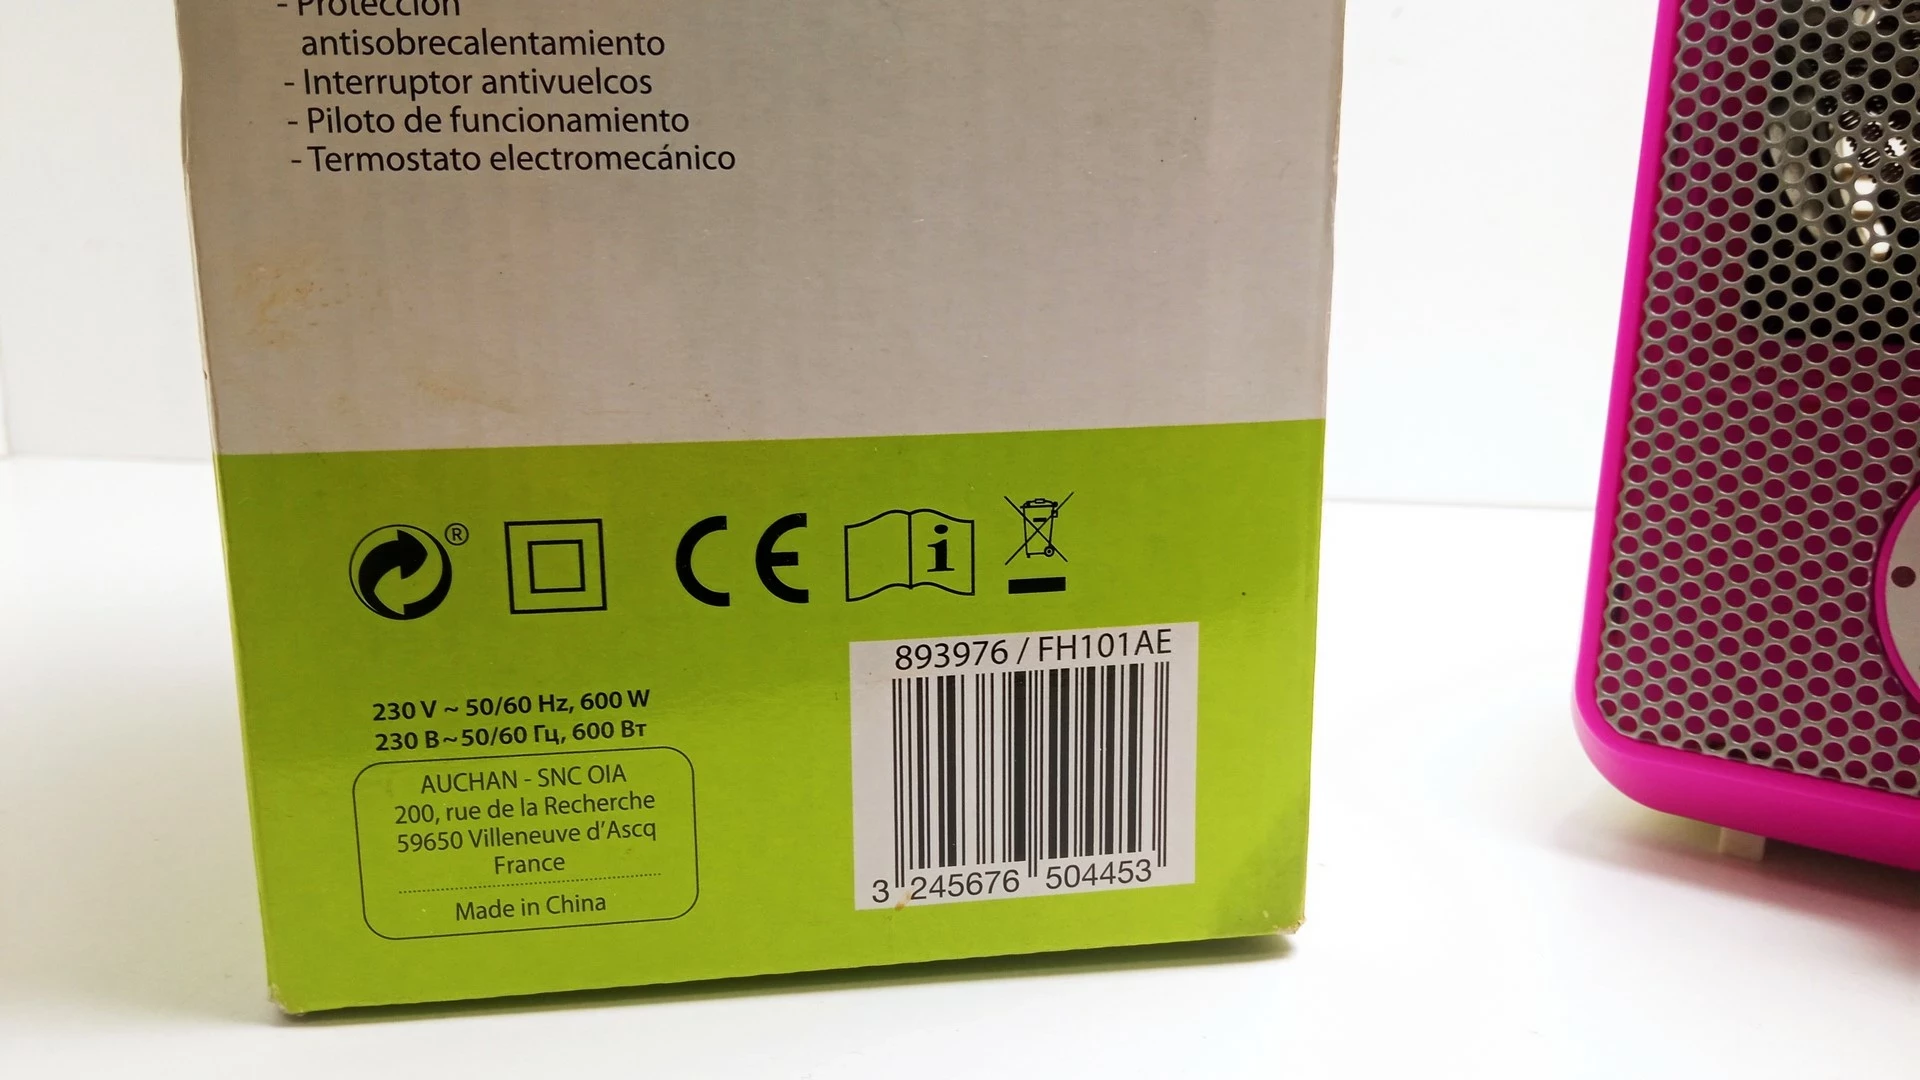 - Protección
antisobrecalentamiento
- Interruptor antivuelcos
- Piloto de funcionamiento
- Termostato electromecánico
®
CE
i
893976 / FH101AE
230 V ~ 50/60 Hz, 600 W
230 В~50/60 Гц, 600 Вт
AUCHAN - SNC OIA
200, rue de la Recherche
59650 Villeneuve d'Ascq
France
Made in China
3 245676 504453